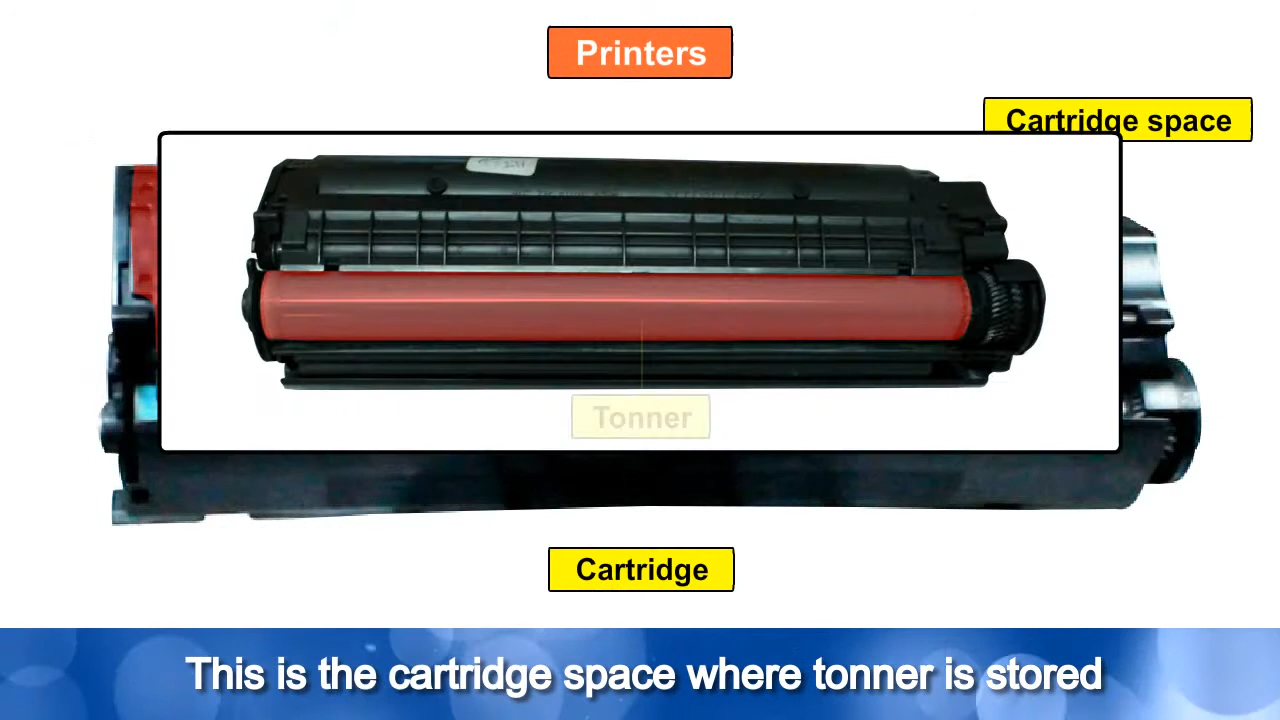 Printers
Cartridge space
Tonner
Cartridge
This is the cartridge space where tonner is stored